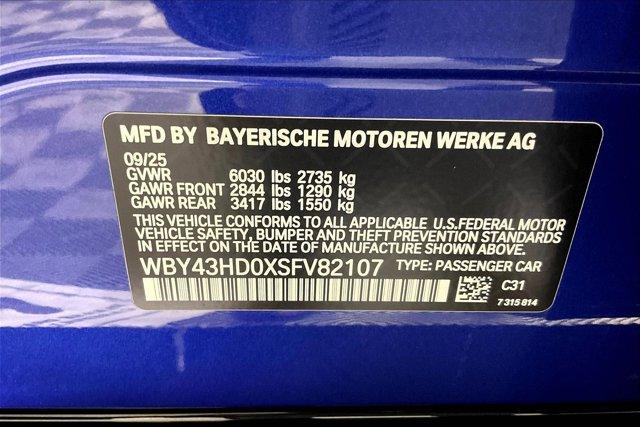 MFD BY BAYERISCHE MOTOREN WERKE AG
09/25
GVWR 6030 lbs 2735 kg
GAWR FRONT 2844 lbs 1290 kg
GAWR REAR 3417 lbs 1550 kg
THIS VEHICLE CONFORMS TO ALL APPLICABLE U.S.FEDERAL MOTOR
VEHICLE SAFETY, BUMPER AND THEFT PREVENTION STANDARDS IN
EFFECT ON THE DATE OF MANUFACTURE SHOWN ABOVE.
WBY43HD0XSFV82107 TYPE: PASSENGER CAR
C31
7 315 814